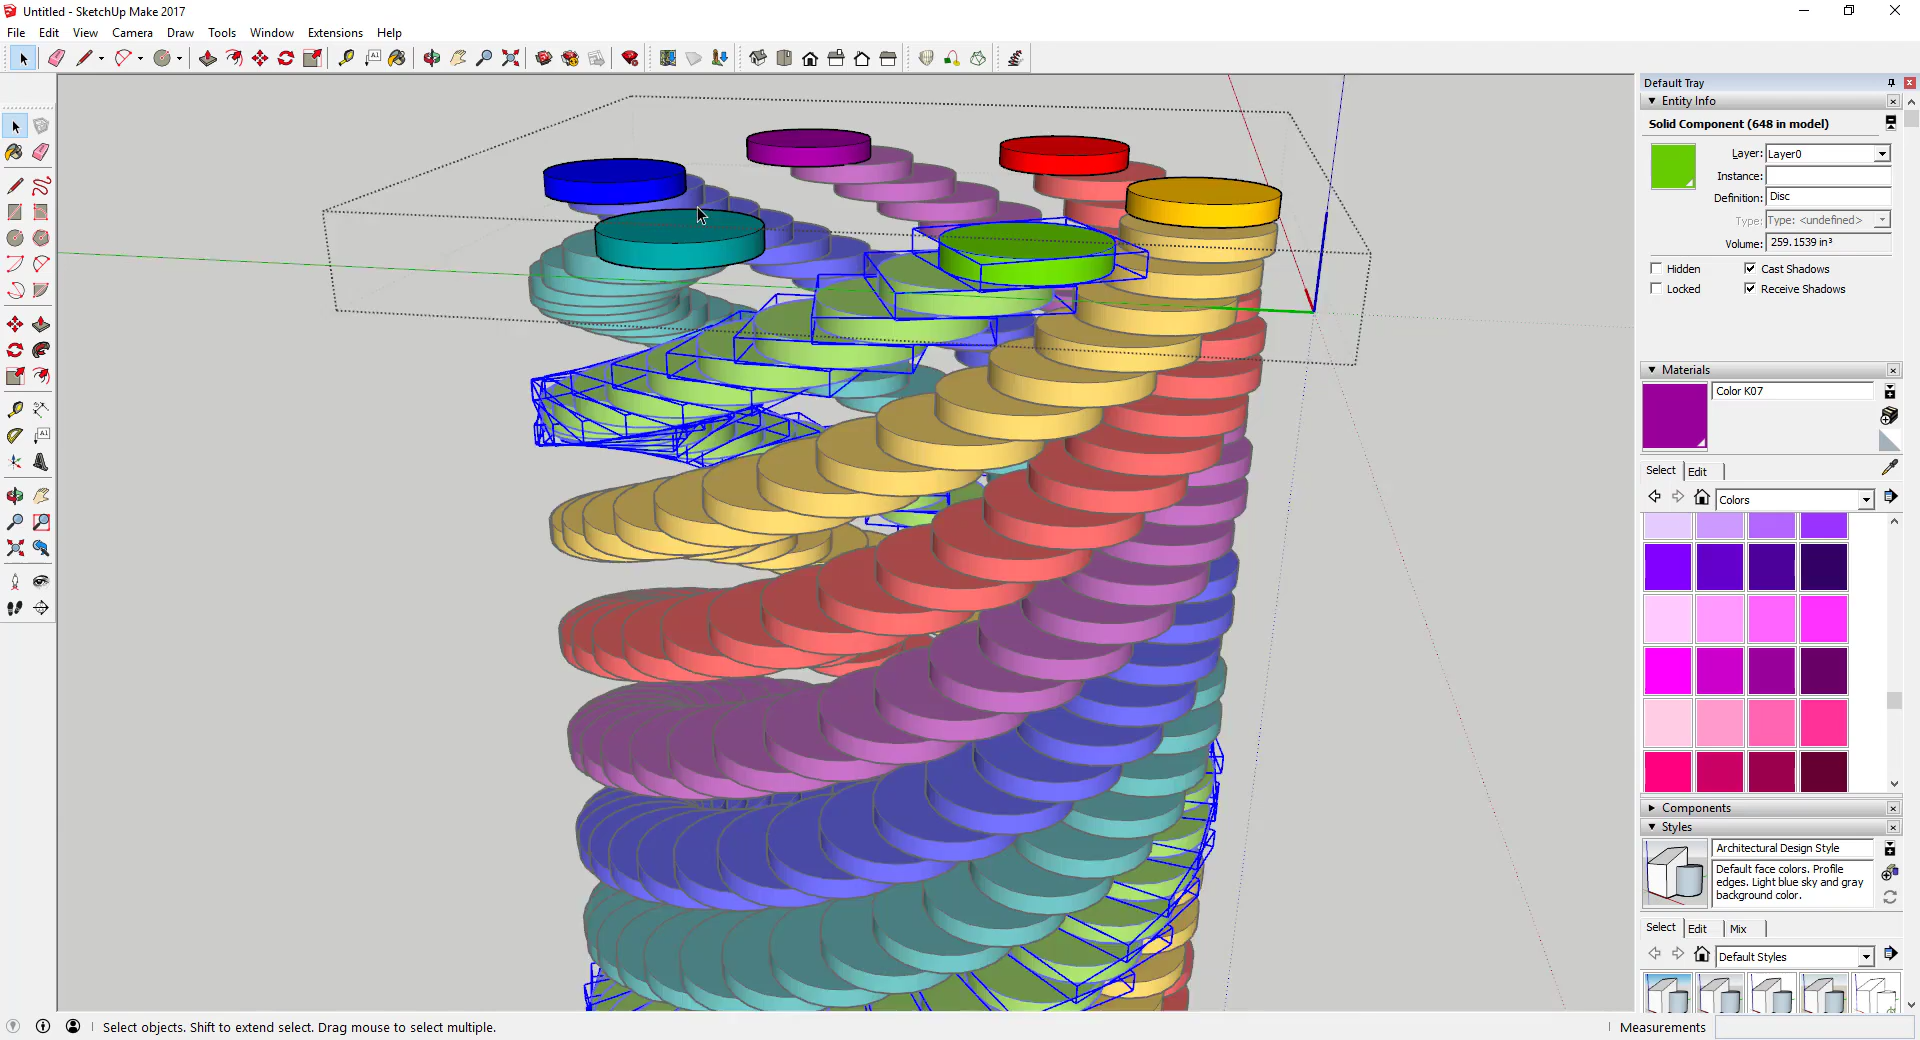 Untitled - SketchUp Make 2017
File Edit View Camera Draw Tools Window Extensions Help
Default Tray
Entity Info
Solid Component (648 in model)
Layer: Layer0
Instance:
Definition: Disc
Type: Type: <undefined>
Volume: 259.1539 in³
Hidden Cast Shadows
Locked Receive Shadows
Materials
Color K07
Select Edit
Colors
Components
Styles
Architectural Design Style
Default face colors. Profile
edges. Light blue sky and gray
background color.
Select Edit Mix
Default Styles
Select objects. Shift to extend select. Drag mouse to select multiple.
Measurements